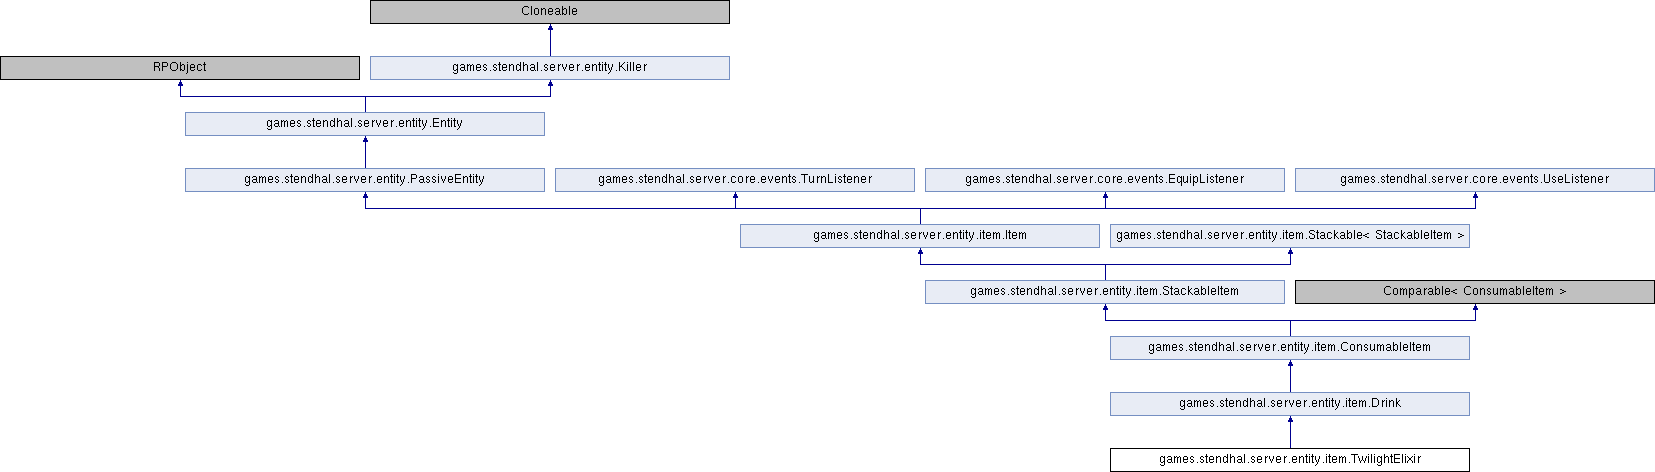 Cloneable
RPObject
games.stendhal.server.entity.Killer
games.stendhal.server.entity.Entity
games.stendhal.server.entity.PassiveEntity
games.stendhal.server.core.events.TurnListener
games.stendhal.server.core.events.EquipListener
games.stendhal.server.core.events.UseListener
games.stendhal.server.entity.item.Item
games.stendhal.server.entity.item.Stackable< StackableItem >
games.stendhal.server.entity.item.StackableItem
Comparable< ConsumableItem >
games.stendhal.server.entity.item.ConsumableItem
games.stendhal.server.entity.item.Drink
games.stendhal.server.entity.item.TwilightElixir